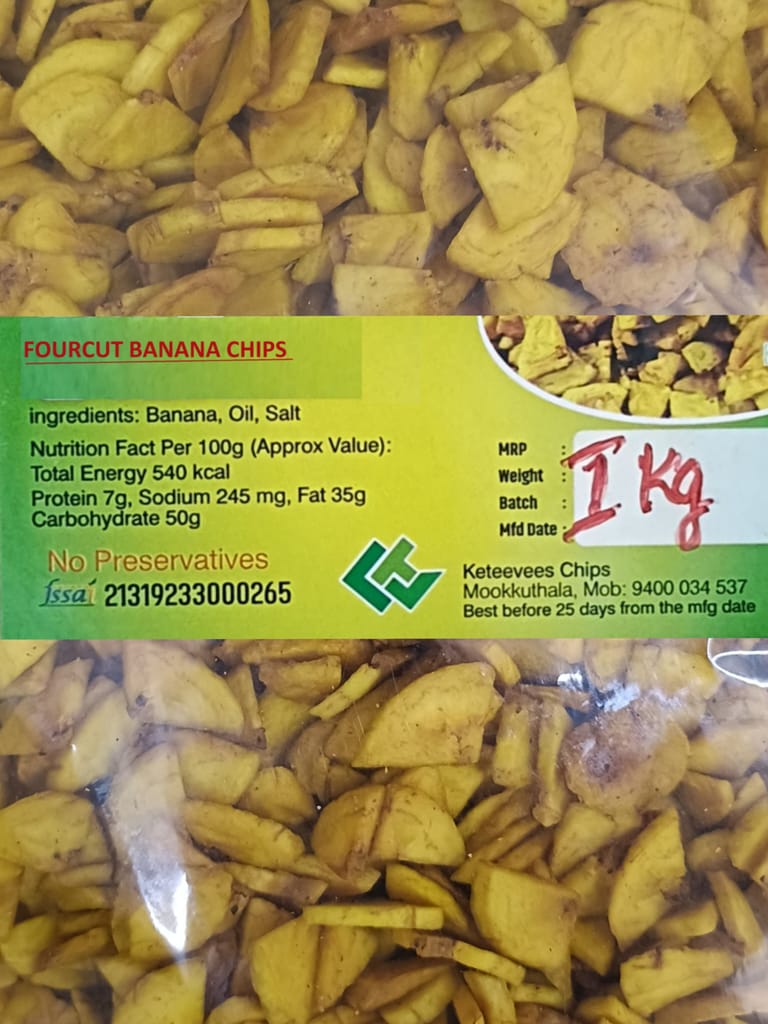 FOURCUT BANANA CHIPS
ingredients: Banana, Oil, Salt
Nutrition Fact Per 100g (Approx Value):
Total Energy 540 kcal
Protein 7g, Sodium 245 mg, Fat 35g
Carbohydrate 50g
No Preservatives
fssai 21319233000265
MRP :
Weight : 1 Kg
Batch :
Mfd Date :
Keteevees Chips
Mookkuthala, Mob: 9400 034 537
Best before 25 days from the mfg date